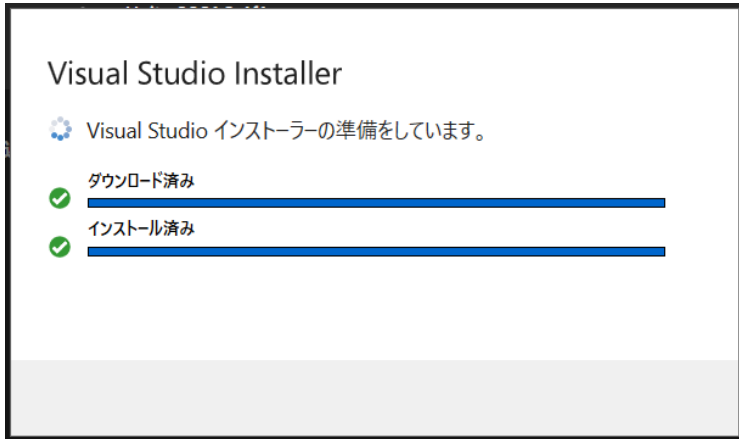 Visual Studio Installer
Visual Studio インストーラーの準備をしています。
ダウンロード済み
インストール済み